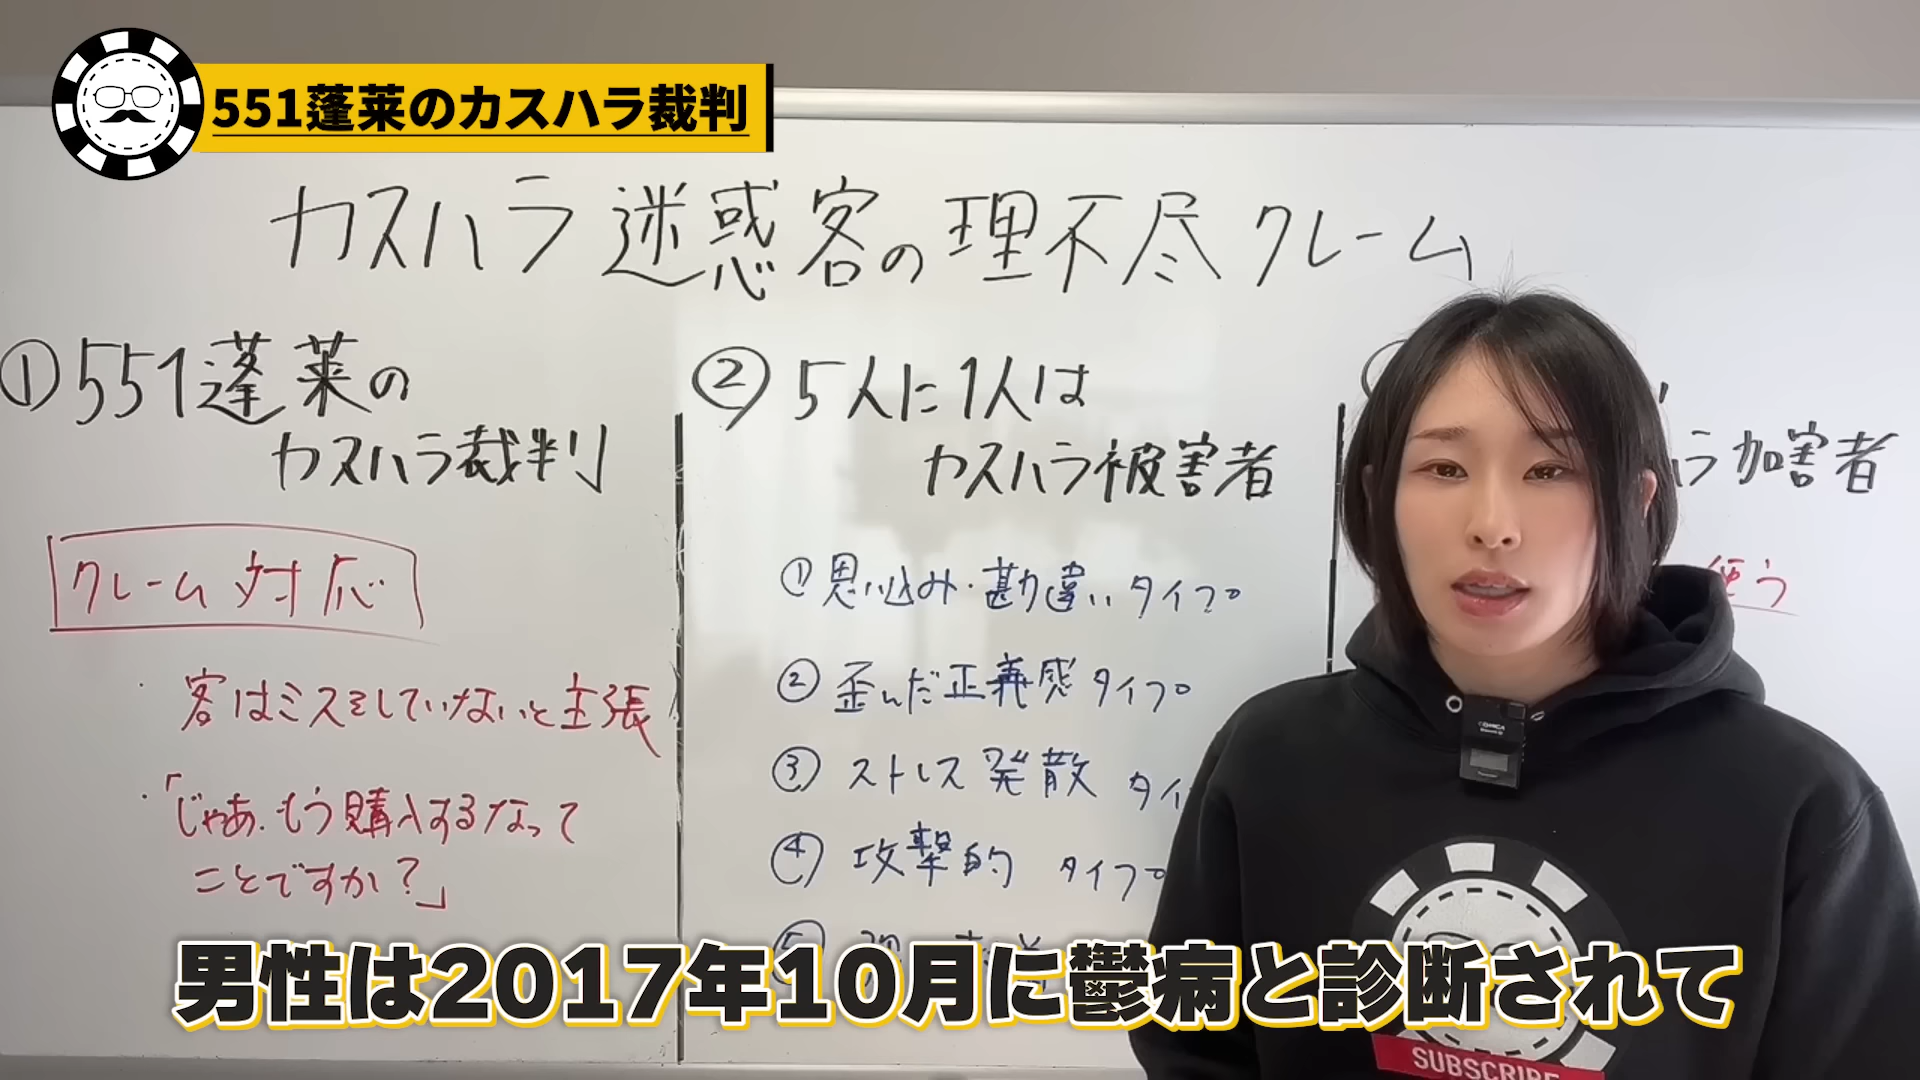 551蓬莱のカスハラ裁判
カスハラ 迷惑客の理不尽クレーム
①551蓬莱の
カスハラ裁判
クレーム対応
・客はミスをしていないと主張
・「じゃあ、もう購入するなって
ことですか？」
②5人に1人は
カスハラ被害者
①思い込み・勘違いタイプ
②歪んだ正義感タイプ
③ストレス発散タイ
④攻撃的タイプ
ラ加害者
使う
男性は2017年10月に鬱病と診断されて
SUBSCRIBE